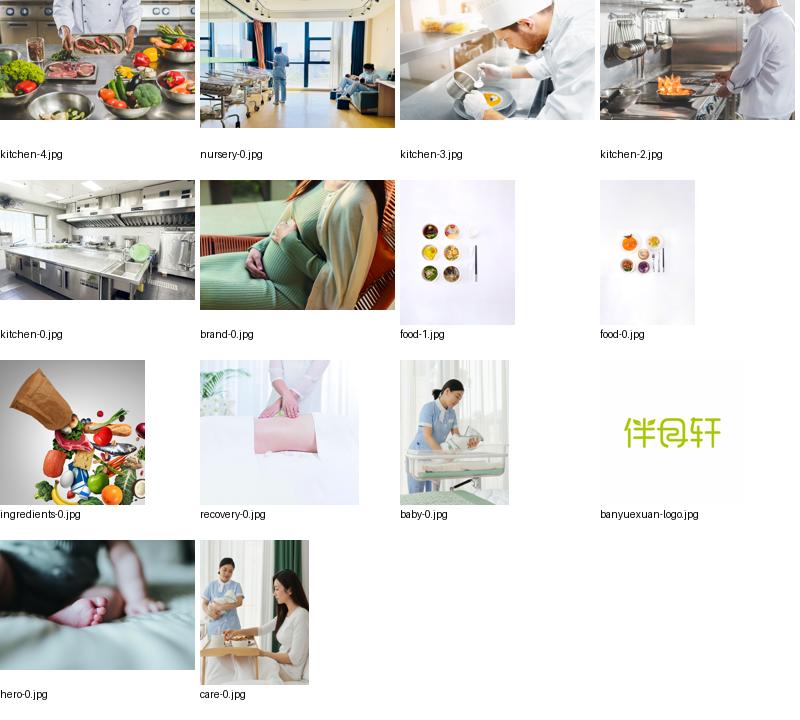 kitchen-4.jpg
nursery-0.jpg
kitchen-3.jpg
kitchen-2.jpg
kitchen-0.jpg
brand-0.jpg
food-1.jpg
food-0.jpg
ingredients-0.jpg
recovery-0.jpg
baby-0.jpg
伴月轩
banyuexuan-logo.jpg
hero-0.jpg
care-0.jpg